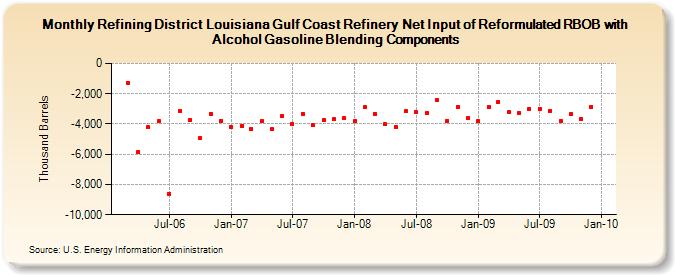 Monthly Refining District Louisiana Gulf Coast Refinery Net Input of Reformulated RBOB with
Alcohol Gasoline Blending Components
Thousand Barrels
0
-2,000
-4,000
-6,000
-8,000
-10,000
Jul-06 Jan-07 Jul-07 Jan-08 Jul-08 Jan-09 Jul-09 Jan-10
Source: U.S. Energy Information Administration